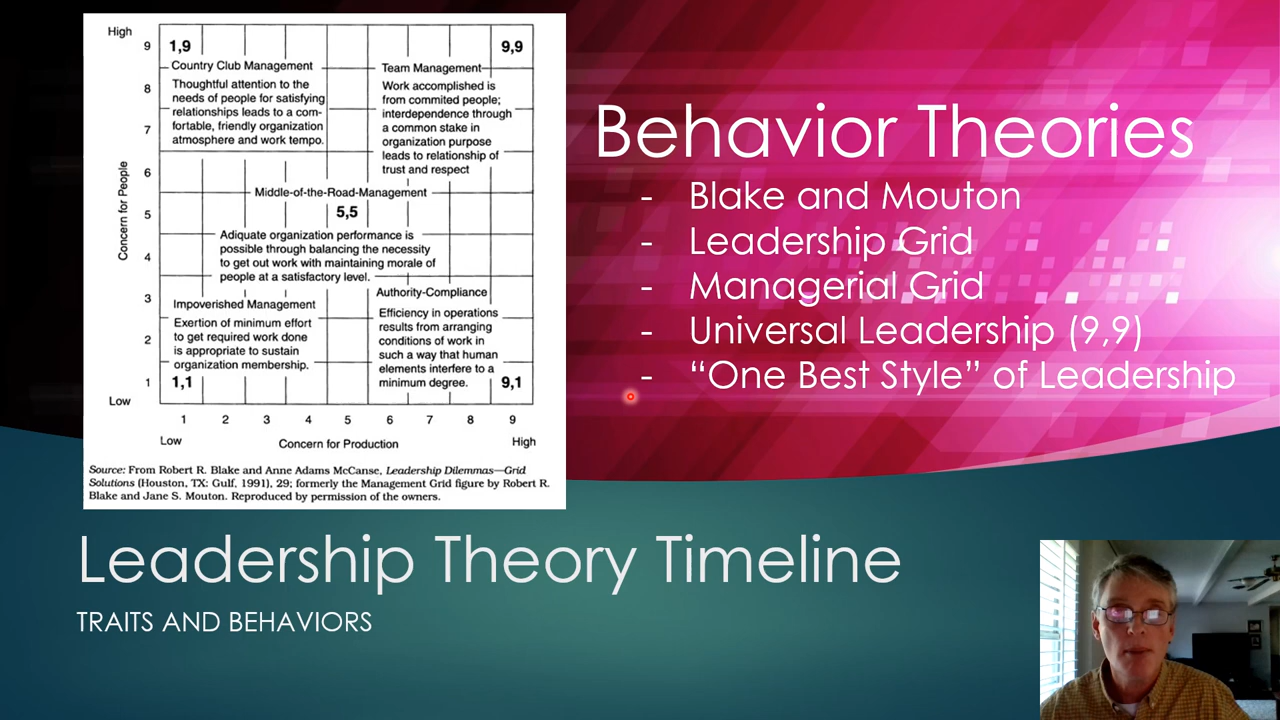 High
9
1,9
9,9
Country Club Management
Team Management
8
Thoughtful attention to the
needs of people for satisfying
relationships leads to a com-
fortable, friendly organization
atmosphere and work tempo.
Work accomplished is
from commited people;
interdependence through
a common stake in
organization purpose
leads to relationship of
trust and respect
7
6
Concern for People
Middle-of-the-Road-Management
5
5,5
Adiquate organization performance is
possible through balancing the necessity
to get out work with maintaining morale of
people at a satisfactory level.
4
3
Impoverished Management
Exertion of minimum effort
to get required work done
is appropriate to sustain
organization membership.
Authority-Compliance
Efficiency in operations
results from arranging
conditions of work in
such a way that human
elements interfere to a
minimum degree.
2
1
1,1
9,1
Low
1 2 3 4 5 6 7 8 9
Low
Concern for Production
High
Source: From Robert R. Blake and Anne Adams McCanse, Leadership Dilemmas—Grid
Solutions (Houston, TX: Gulf, 1991), 29; formerly the Management Grid figure by Robert R.
Blake and Jane S. Mouton. Reproduced by permission of the owners.
Behavior Theories
- Blake and Mouton
- Leadership Grid
- Managerial Grid
- Universal Leadership (9,9)
- “One Best Style” of Leadership
Leadership Theory Timeline
TRAITS AND BEHAVIORS